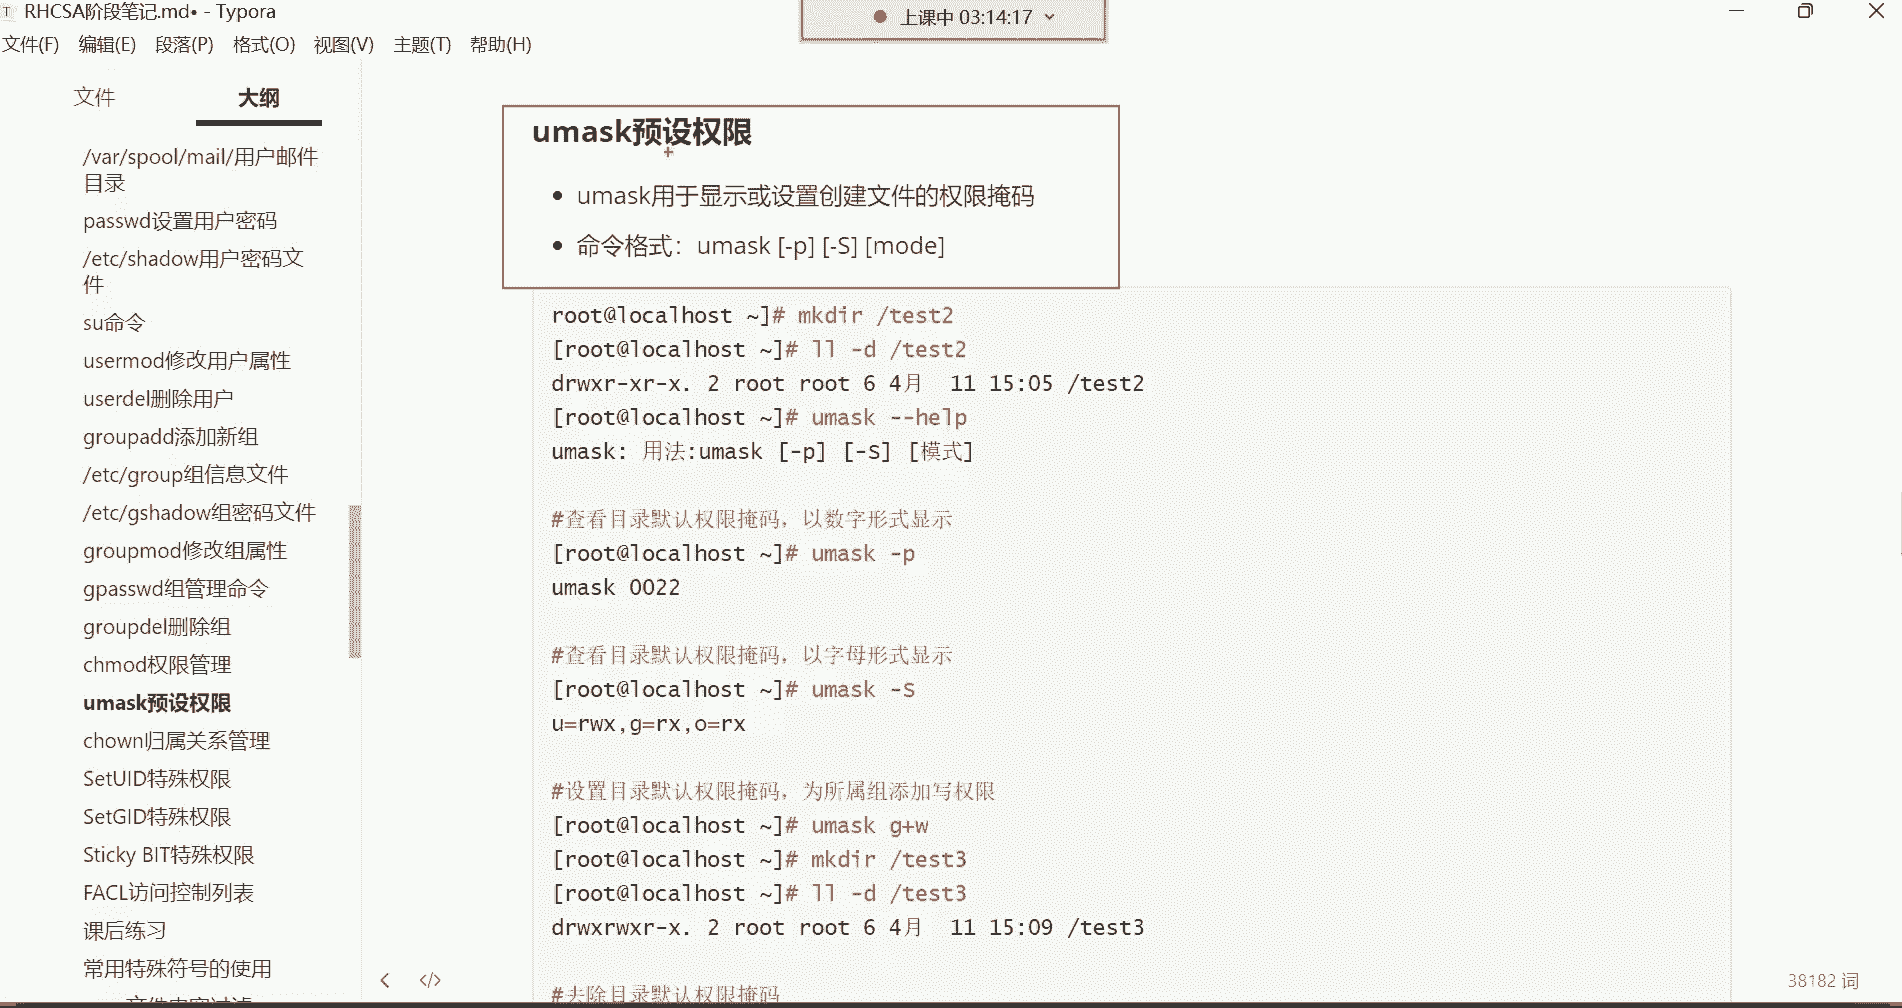 RHCSA阶段笔记.md• - Typora
上课中 03:14:17
文件(F) 编辑(E) 段落(P) 格式(O) 视图(V) 主题(T) 帮助(H)
文件 大纲
/var/spool/mail/用户邮件
目录
passwd设置用户密码
/etc/shadow用户密码文
件
su命令
usermod修改用户属性
userdel删除用户
groupadd添加新组
/etc/group组信息文件
/etc/gshadow组密码文件
groupmod修改组属性
gpasswd组管理命令
groupdel删除组
chmod权限管理
umask预设权限
chown归属关系管理
SetUID特殊权限
SetGID特殊权限
Sticky BIT特殊权限
FACL访问控制列表
课后练习
常用特殊符号的使用
umask预设权限
umask用于显示或设置创建文件的权限掩码
命令格式：umask [-p] [-S] [mode]
root@localhost ~]# mkdir /test2
[root@localhost ~]# ll -d /test2
drwxr-xr-x. 2 root root 6 4月 11 15:05 /test2
[root@localhost ~]# umask --help
umask: 用法:umask [-p] [-S] [模式]
#查看目录默认权限掩码，以数字形式显示
[root@localhost ~]# umask -p
umask 0022
#查看目录默认权限掩码，以字母形式显示
[root@localhost ~]# umask -S
u=rwx,g=rx,o=rx
#设置目录默认权限掩码，为所属组添加写权限
[root@localhost ~]# umask g+w
[root@localhost ~]# mkdir /test3
[root@localhost ~]# ll -d /test3
drwxrwxr-x. 2 root root 6 4月 11 15:09 /test3
#去除目录默认权限掩码
38182 词